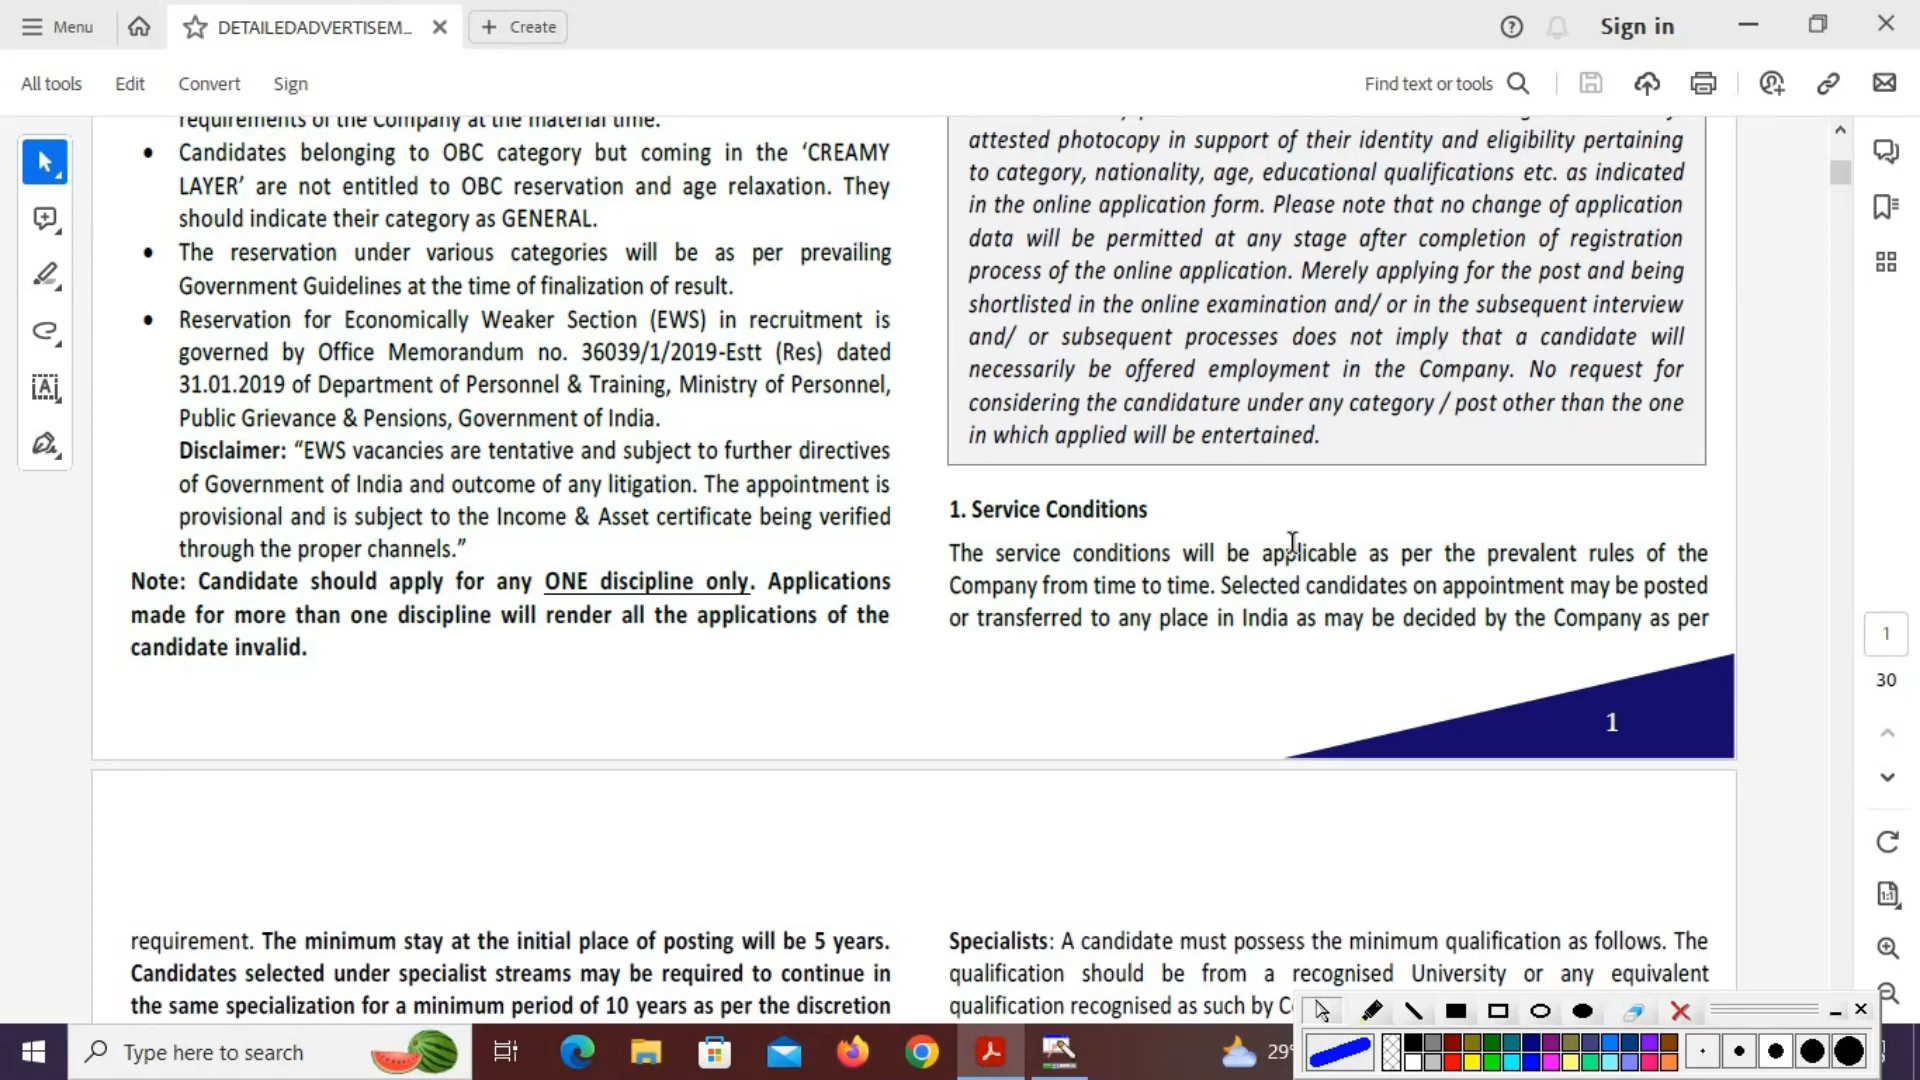 Menu
DETAILEDADVERTISEM...
Create
Sign in
All tools
Edit
Convert
Sign
Find text or tools
requirements of the Company at the material time.
• Candidates belonging to OBC category but coming in the ‘CREAMY
LAYER’ are not entitled to OBC reservation and age relaxation. They
should indicate their category as GENERAL.
• The reservation under various categories will be as per prevailing
Government Guidelines at the time of finalization of result.
• Reservation for Economically Weaker Section (EWS) in recruitment is
governed by Office Memorandum no. 36039/1/2019-Estt (Res) dated
31.01.2019 of Department of Personnel & Training, Ministry of Personnel,
Public Grievance & Pensions, Government of India.
Disclaimer: “EWS vacancies are tentative and subject to further directives
of Government of India and outcome of any litigation. The appointment is
provisional and is subject to the Income & Asset certificate being verified
through the proper channels.”
Note: Candidate should apply for any ONE discipline only. Applications
made for more than one discipline will render all the applications of the
candidate invalid.
attested photocopy in support of their identity and eligibility pertaining
to category, nationality, age, educational qualifications etc. as indicated
in the online application form. Please note that no change of application
data will be permitted at any stage after completion of registration
process of the online application. Merely applying for the post and being
shortlisted in the online examination and/ or in the subsequent interview
and/ or subsequent processes does not imply that a candidate will
necessarily be offered employment in the Company. No request for
considering the candidature under any category / post other than the one
in which applied will be entertained.
1. Service Conditions
The service conditions will be applicable as per the prevalent rules of the
Company from time to time. Selected candidates on appointment may be posted
or transferred to any place in India as may be decided by the Company as per
1
requirement. The minimum stay at the initial place of posting will be 5 years.
Candidates selected under specialist streams may be required to continue in
the same specialization for a minimum period of 10 years as per the discretion
Specialists: A candidate must possess the minimum qualification as follows. The
qualification should be from a recognised University or any equivalent
qualification recognised as such by
1
30
Type here to search
29°